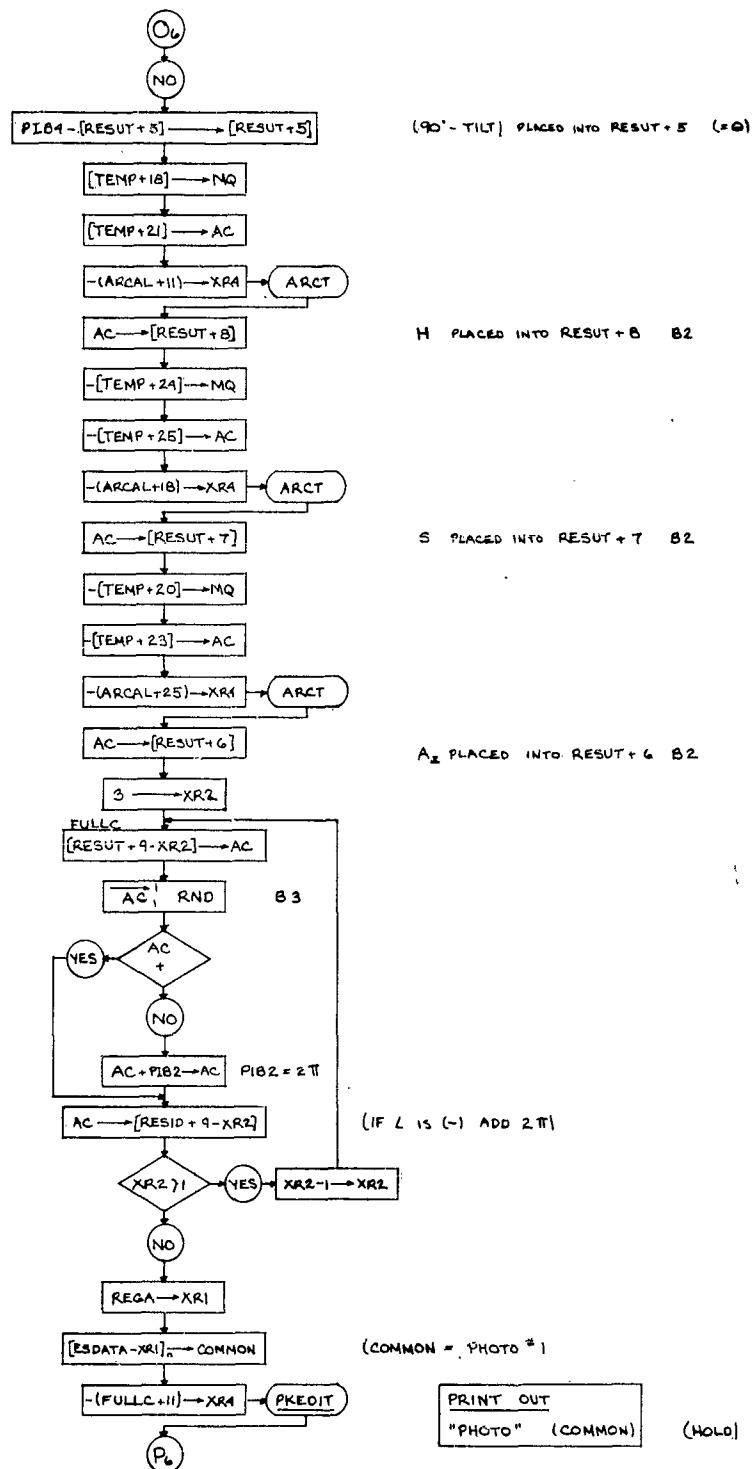 O6
NO
PIB4-[RESUT+5] → [RESUT+5] (90°-TILT) PLACED INTO RESUT+5 (=θ)
[TEMP+18] → MQ
[TEMP+21] → AC
-(ARCAL+11) → XR4 ARCT
AC → [RESUT+8] H PLACED INTO RESUT+8 B2
-[TEMP+24] → MQ
-[TEMP+25] → AC
-(ARCAL+18) → XR4 ARCT
AC → [RESUT+7] S PLACED INTO RESUT+7 B2
-[TEMP+20] → MQ
-[TEMP+23] → AC
-(ARCAL+25) → XR4 ARCT
AC → [RESUT+6] AZ PLACED INTO RESUT+6 B2
3 → XR2
FULLC
[RESUT+9-XR2] → AC
AC 1 RND B3
YES AC +
NO
AC+PIB2 → AC PIB2=2π
AC → [RESID+9-XR2] (IF ∠ IS (-) ADD 2π)
XR2>1 YES XR2-1 → XR2
NO
REGA → XR1
[ESDATA-XR1]n → COMMON (COMMON = PHOTO #)
-(FULLC+11) → XR4 PKEDIT
P6
PRINT OUT
"PHOTO" (COMMON) (HOLD)